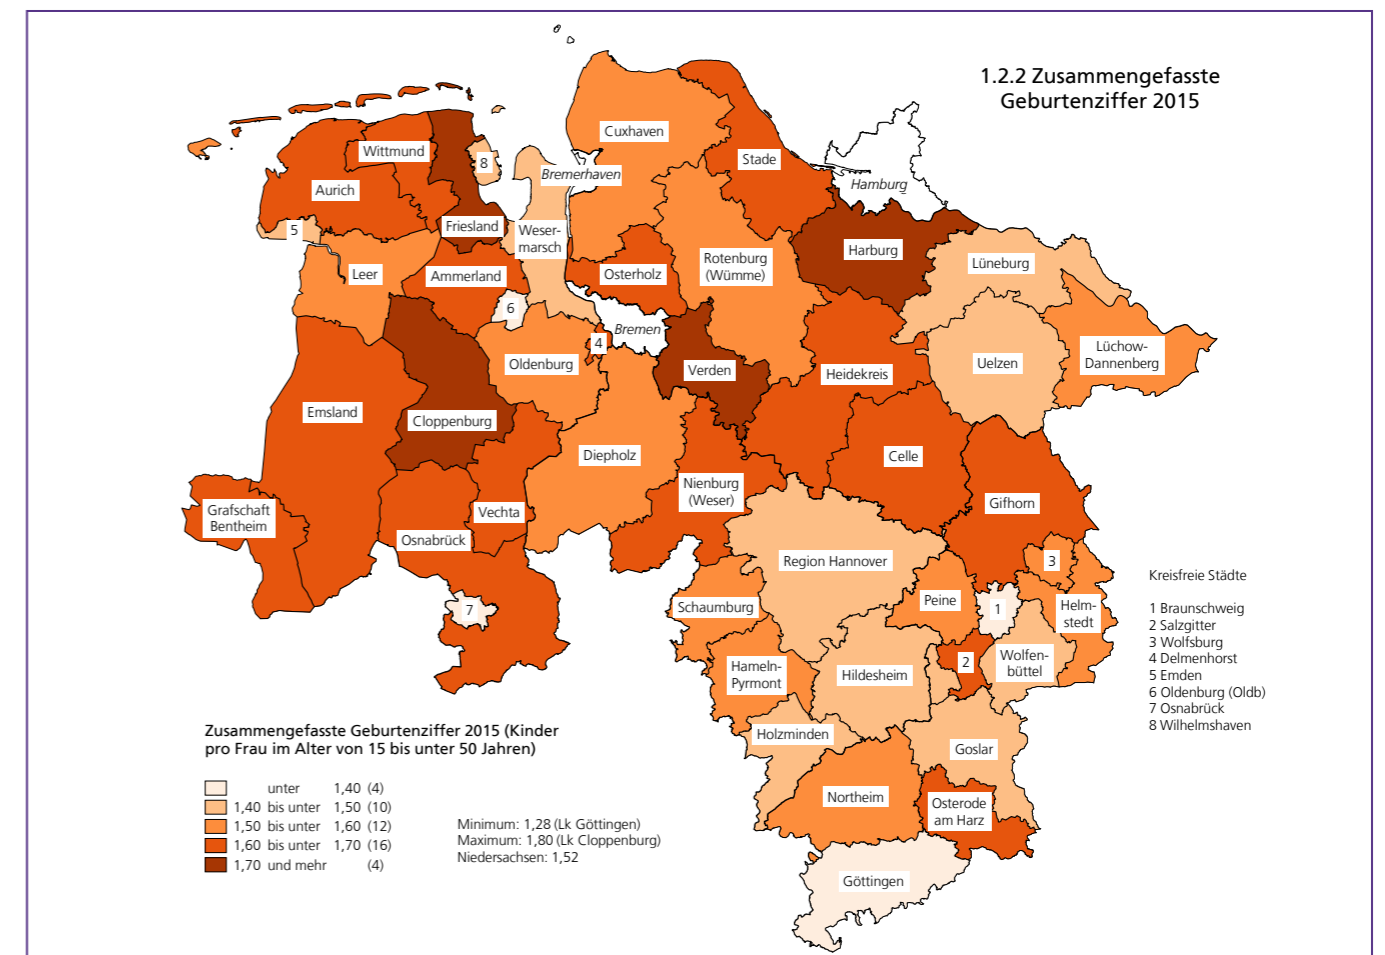 1.2.2 Zusammengefasste
Geburtenziffer 2015
Cuxhaven
Wittmund
Stade
8
Bremerhaven
Aurich
Hamburg
Friesland
5
Weser-
marsch
Harburg
Lüneburg
Rotenburg
(Wümme)
Leer
Ammerland
Osterholz
6
Bremen
4
Oldenburg
Verden
Heidekreis
Uelzen
Lüchow-
Dannenberg
Emsland
Cloppenburg
Diepholz
Celle
Nienburg
(Weser)
Gifhorn
Grafschaft
Bentheim
Vechta
Osnabrück
Region Hannover
3
7
Schaumburg
Peine
1
Helm-
stedt
Hameln-
Pyrmont
Hildesheim
2
Wolfen-
büttel
Holzminden
Goslar
Northeim
Osterode
am Harz
Göttingen
Kreisfreie Städte
1 Braunschweig
2 Salzgitter
3 Wolfsburg
4 Delmenhorst
5 Emden
6 Oldenburg (Oldb)
7 Osnabrück
8 Wilhelmshaven
Zusammengefasste Geburtenziffer 2015 (Kinder
pro Frau im Alter von 15 bis unter 50 Jahren)
unter 1,40 (4)
1,40 bis unter 1,50 (10)
1,50 bis unter 1,60 (12)
1,60 bis unter 1,70 (16)
1,70 und mehr (4)
Minimum: 1,28 (Lk Göttingen)
Maximum: 1,80 (Lk Cloppenburg)
Niedersachsen: 1,52